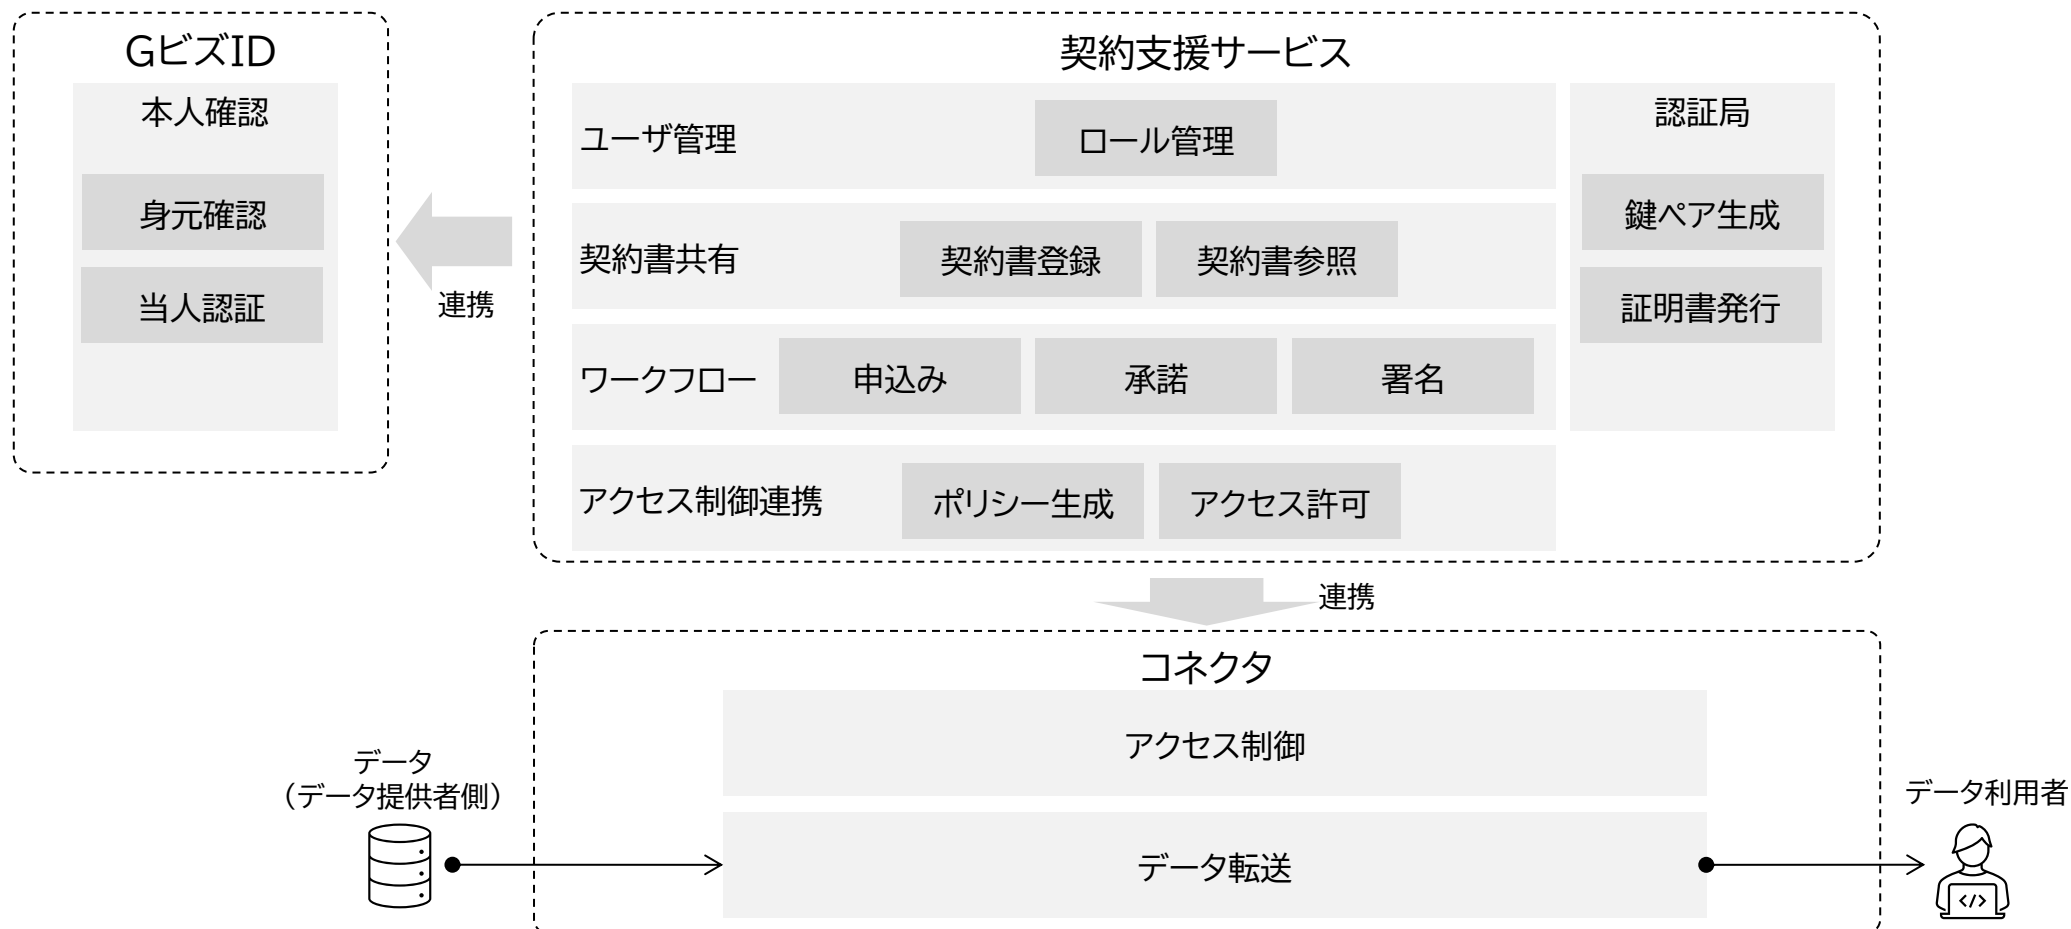 GビズID
本人確認
身元確認
当人認証
連携
契約支援サービス
ユーザ管理
ロール管理
契約書共有
契約書登録
契約書参照
ワークフロー
申込み
承諾
署名
アクセス制御連携
ポリシー生成
アクセス許可
認証局
鍵ペア生成
証明書発行
連携
コネクタ
アクセス制御
データ転送
データ
（データ提供者側）
データ利用者